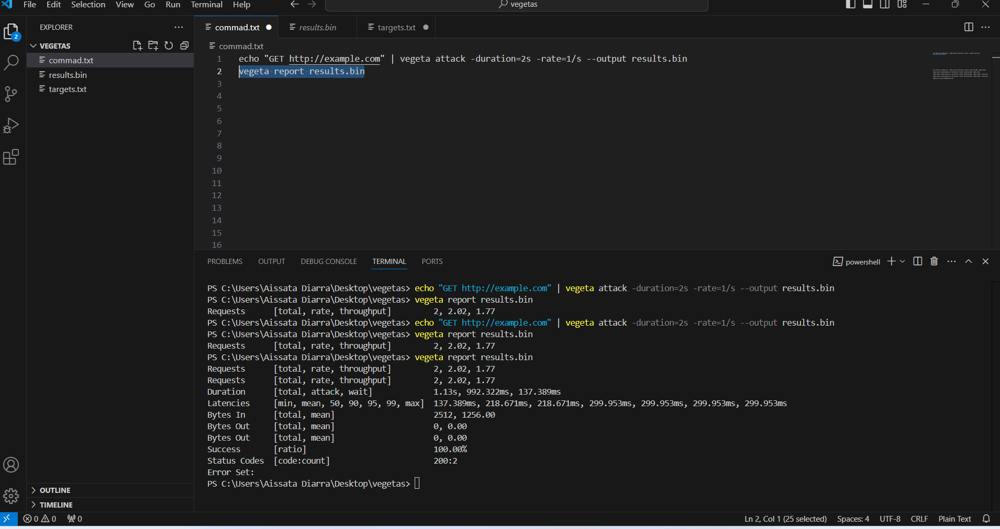 File Edit Selection View Go Run Terminal Help
vegetas
EXPLORER
VEGETAS
commad.txt
results.bin
targets.txt
2
commad.txt
results.bin
targets.txt
commad.txt
1 echo "GET http://example.com" | vegeta attack -duration=2s -rate=1/s --output results.bin
2 vegeta report results.bin
3
4
5
6
7
8
9
10
11
12
13
14
15
16
PROBLEMS OUTPUT DEBUG CONSOLE TERMINAL PORTS
powershell
PS C:\Users\Aissata Diarra\Desktop\vegetas> echo "GET http://example.com" | vegeta attack -duration=2s -rate=1/s --output results.bin
PS C:\Users\Aissata Diarra\Desktop\vegetas> vegeta report results.bin
Requests [total, rate, throughput] 2, 2.02, 1.77
PS C:\Users\Aissata Diarra\Desktop\vegetas> echo "GET http://example.com" | vegeta attack -duration=2s -rate=1/s --output results.bin
PS C:\Users\Aissata Diarra\Desktop\vegetas> vegeta report results.bin
Requests [total, rate, throughput] 2, 2.02, 1.77
PS C:\Users\Aissata Diarra\Desktop\vegetas> vegeta report results.bin
Requests [total, rate, throughput] 2, 2.02, 1.77
Requests [total, rate, throughput] 2, 2.02, 1.77
Duration [total, attack, wait] 1.13s, 992.322ms, 137.389ms
Latencies [min, mean, 50, 90, 95, 99, max] 137.389ms, 218.671ms, 218.671ms, 299.953ms, 299.953ms, 299.953ms, 299.953ms
Bytes In [total, mean] 2512, 1256.00
Bytes Out [total, mean] 0, 0.00
Bytes Out [total, mean] 0, 0.00
Success [ratio] 100.00%
Status Codes [code:count] 200:2
Error Set:
PS C:\Users\Aissata Diarra\Desktop\vegetas>
OUTLINE
TIMELINE
0 0 0
Ln 2, Col 1 (25 selected) Spaces: 4 UTF-8 CRLF Plain Text